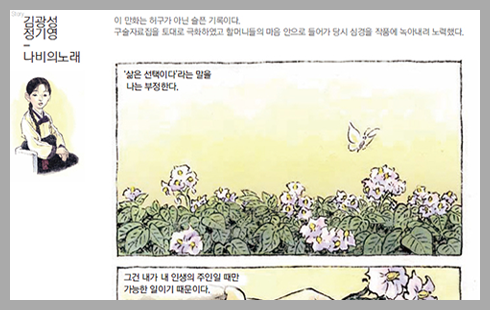 김광성
정기영
–
나비의노래
이 만화는 허구가 아닌 슬픈 기록이다.
구술자료집을 토대로 극화하였고 할머니들의 마음 안으로 들어가 당시 심경을 작품에 녹아내려 노력했다.
'삶은 선택이다'라는 말을
나는 부정한다.
그건 내가 내 인생의 주인일 때만
가능한 일이기 때문이다.